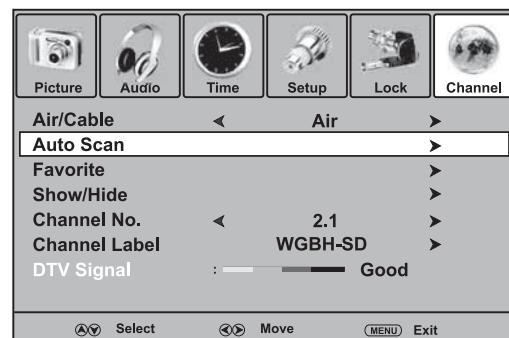 Picture Audio Time Setup Lock Channel
Air/Cable Air
Auto Scan
Favorite
Show/Hide
Channel No. 2.1
Channel Label WGBH-SD
DTV Signal : Good
Select Move MENU Exit